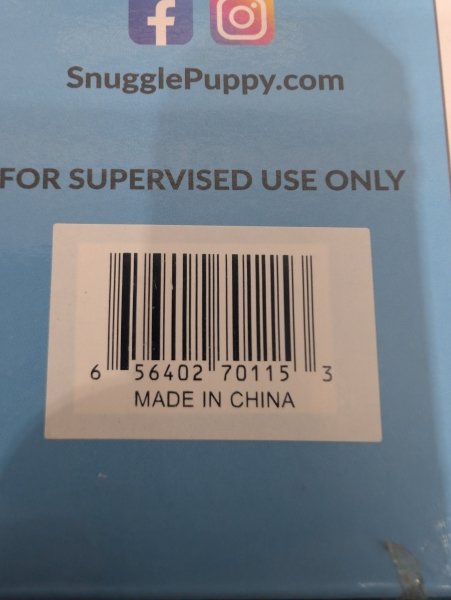 SnugglePuppy.com
FOR SUPERVISED USE ONLY
6 56402 70115 3
MADE IN CHINA